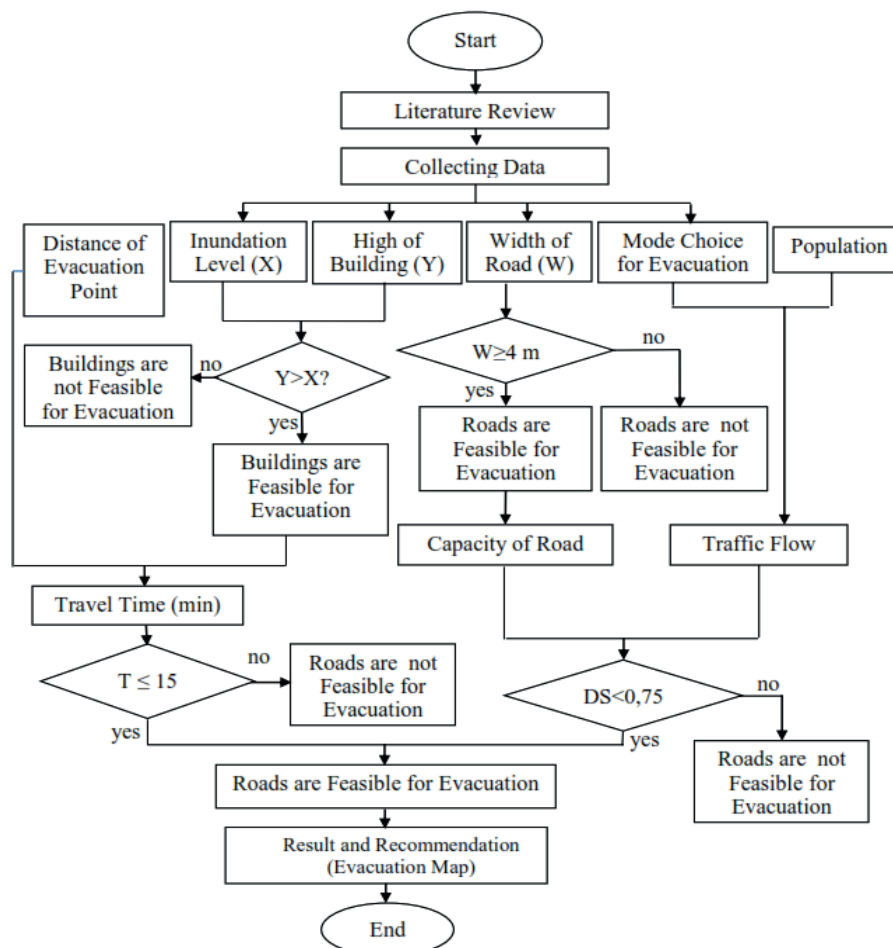 Start
Literature Review
Collecting Data
Distance of
Evacuation
Point
Inundation
Level (X)
High of
Building (Y)
Width of
Road (W)
Mode Choice
for Evacuation
Population
Buildings are
not Feasible
for Evacuation
no
Y>X?
yes
W≥4 m
no
yes
Buildings are
Feasible for
Evacuation
Roads are
Feasible for
Evacuation
Roads are not
Feasible for
Evacuation
Capacity of Road
Traffic Flow
Travel Time (min)
T ≤ 15
no
yes
Roads are not
Feasible for
Evacuation
DS<0,75
no
yes
Roads are not
Feasible for
Evacuation
Roads are Feasible for Evacuation
Result and Recommendation
(Evacuation Map)
End